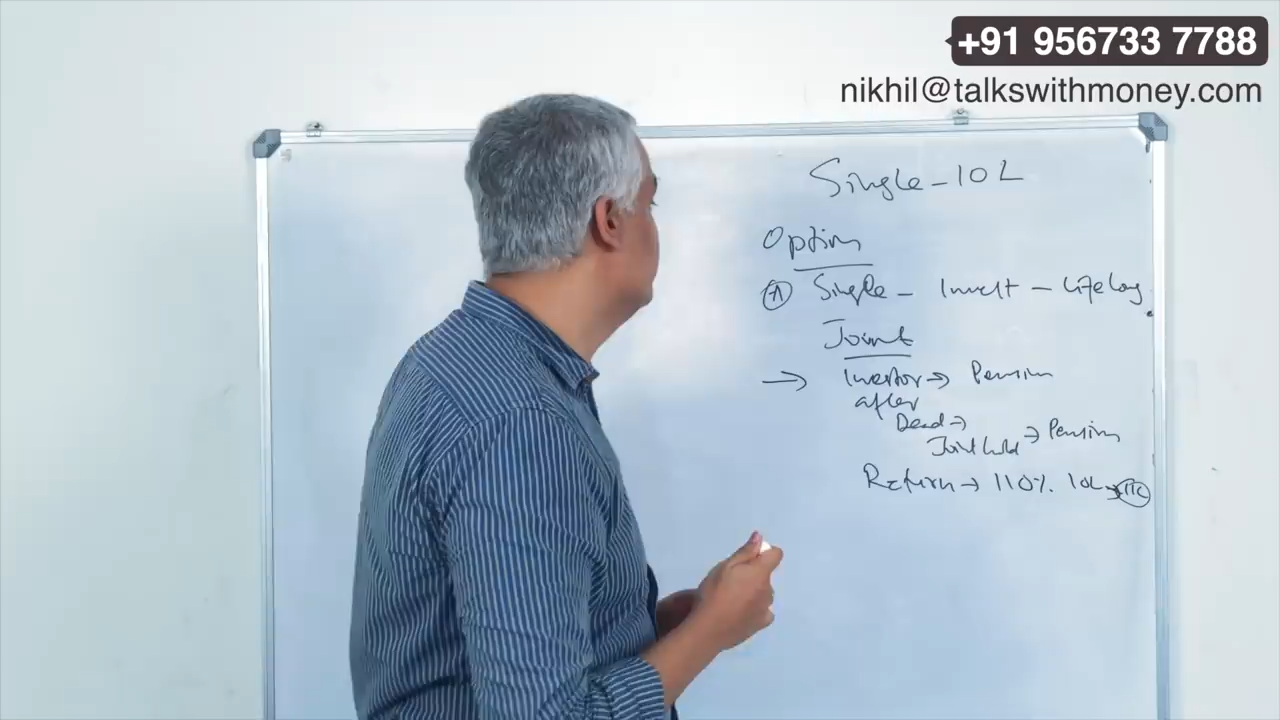 +91 956733 7788
nikhil@talkswithmoney.com
Single - 10 L
Option
Single - Invest - Lifelong
Joint
→ Investor → Pension
after
Dead →
Joint hold → Pension
Return → 110% 10L →